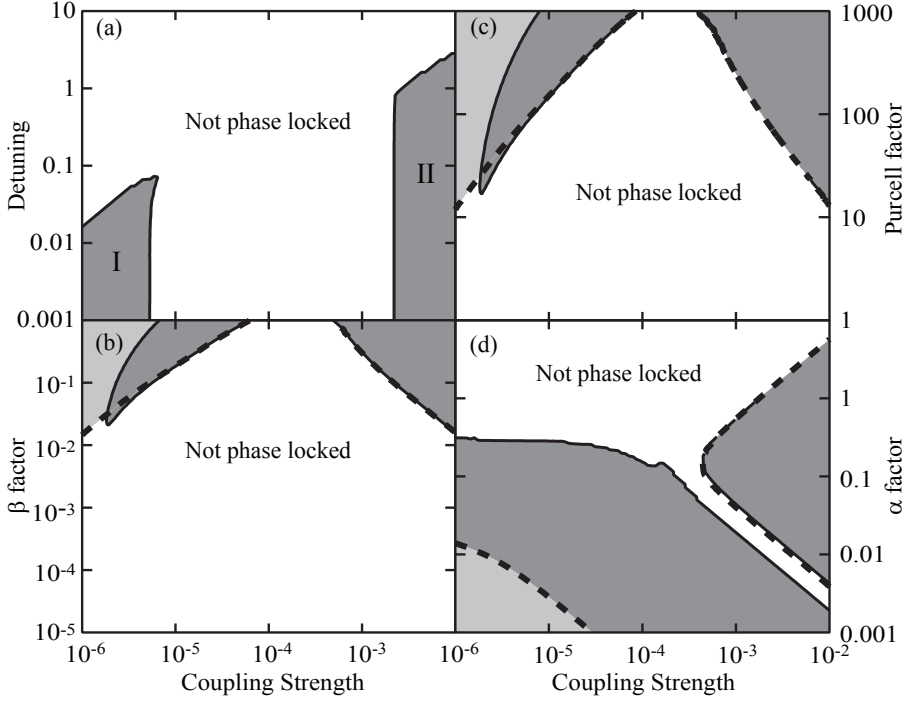 10
(a)
1
Not phase locked
0.1
Detuning
II
I
0.01
0.001
(c)
1000
100
Not phase locked
10
Purcell factor
1
(b)
10-1
10-2
Not phase locked
β factor
10-3
10-4
10-5
10-6
10-5
10-4
10-3
Coupling Strength
(d)
Not phase locked
1
0.1
α factor
0.01
0.001
10-6
10-5
10-4
10-3
10-2
Coupling Strength